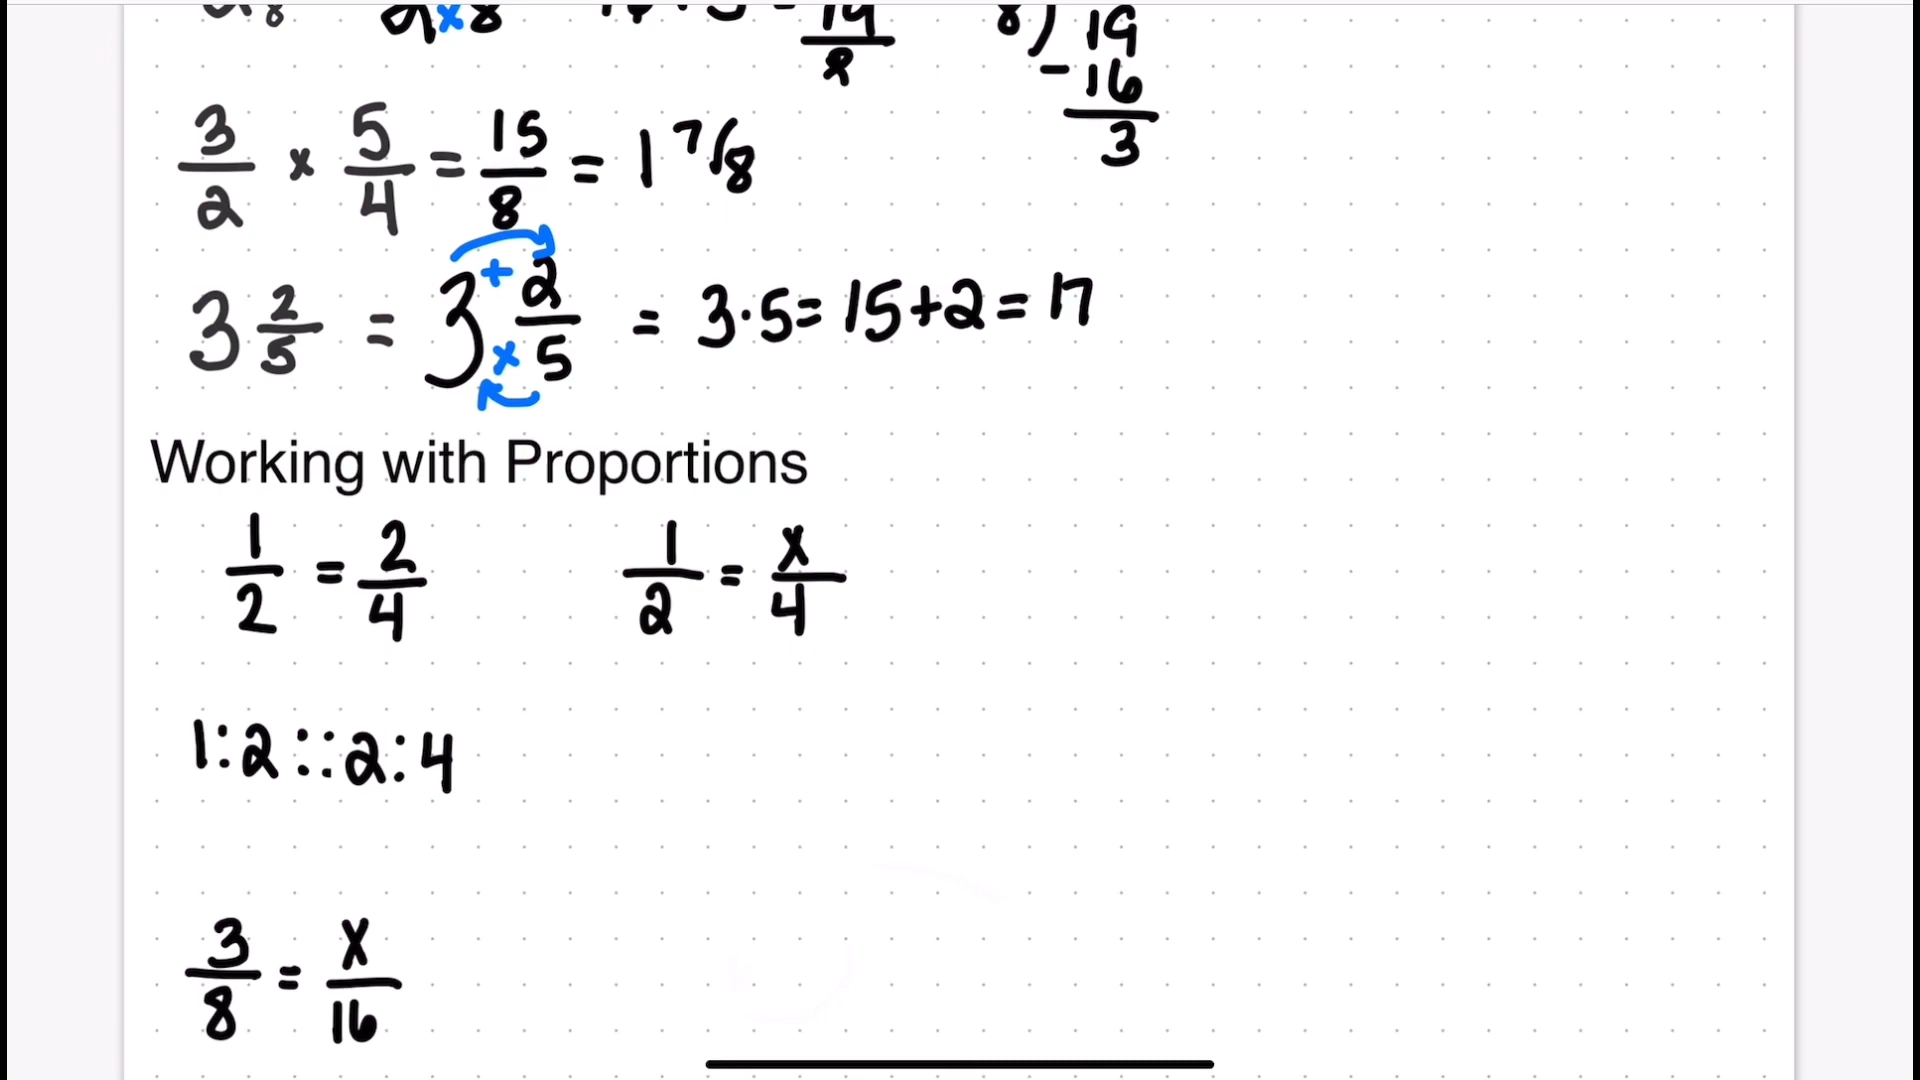 19
8
8) 19
- 16
3
3/2 x 5/4 = 15/8 = 1 7/8
3 2/5 = 3 + 2/5 x = 3·5 = 15+2 = 17
Working with Proportions
1/2 = 2/4    1/2 = x/4
1:2::2:4
3/8 = x/16